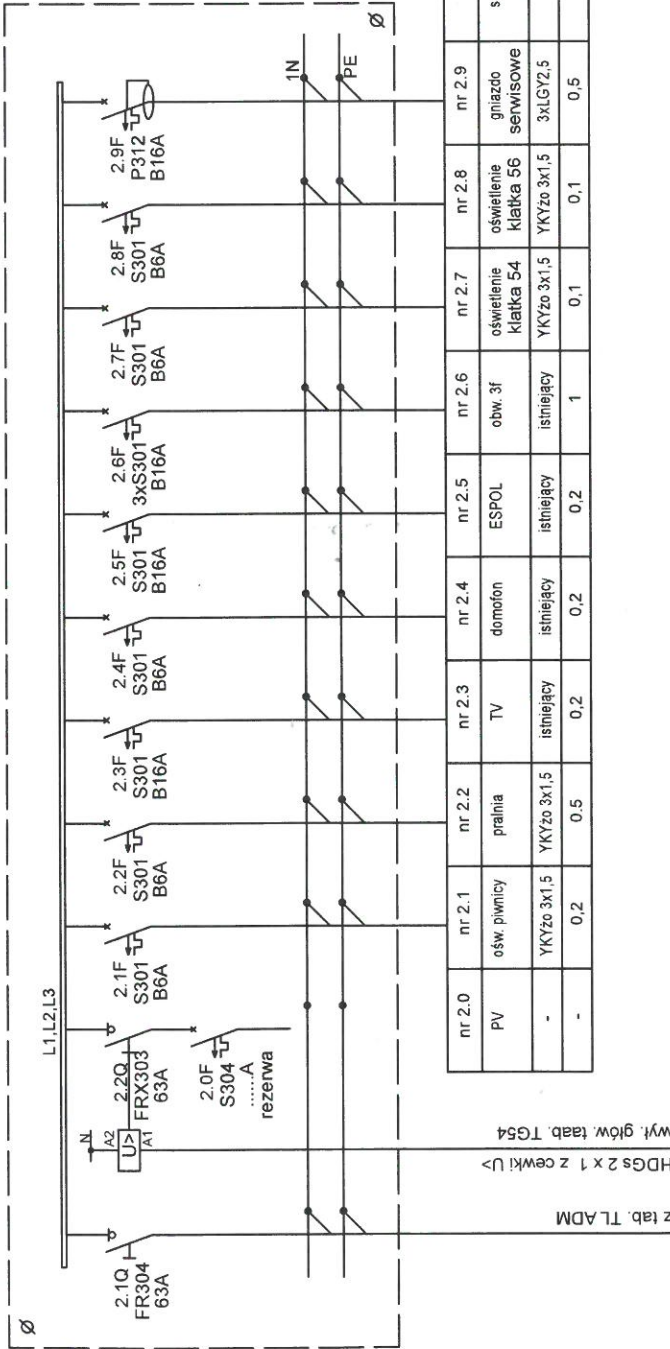 L1,L2,L3
2.1Q
FR304
63A
N
A2
U>
A1
2.2Q
FRX303
63A
2.0F
S304
......A
rezerwa
2.1F
S301
B6A
2.2F
S301
B6A
2.3F
S301
B16A
2.4F
S301
B6A
2.5F
S301
B16A
2.6F
3xS301
B16A
2.7F
S301
B6A
2.8F
S301
B6A
2.9F
P312
B16A
1N
PE
Ø
Ø
z tab. TL ADM
HDGs 2 x 1 z cewki U>
wył. głów. taab. TG54
nr 2.0 nr 2.1 nr 2.2 nr 2.3 nr 2.4 nr 2.5 nr 2.6 nr 2.7 nr 2.8 nr 2.9
PV ośw. piwnicy pralnia TV domofon ESPOL obw. 3f oświetlenie klatka 54 oświetlenie klatka 56 gniazdo serwisowe s
- YKYżo 3x1,5 YKYżo 3x1,5 istniejący istniejący istniejący istniejący YKYżo 3x1,5 YKYżo 3x1,5 3xLGY2,5
- 0,2 0.5 0,2 0,2 0,2 1 0,1 0,1 0,5